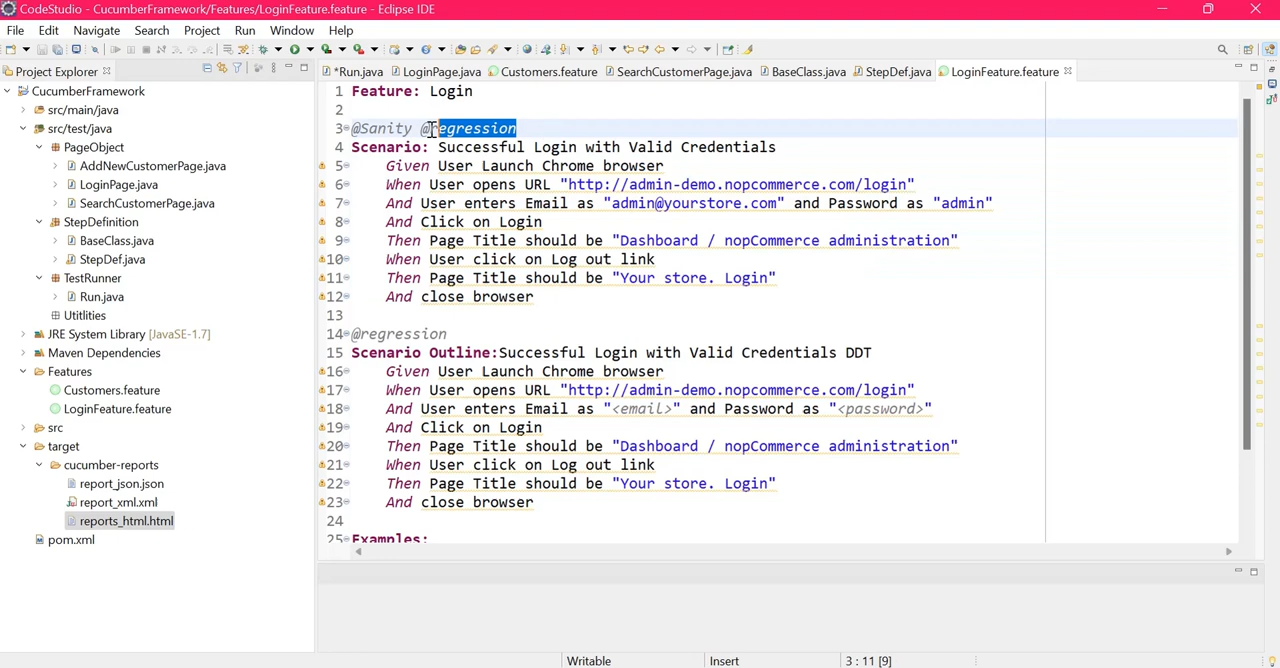 CodeStudio - CucumberFramework/Features/LoginFeature.feature - Eclipse IDE
File Edit Navigate Search Project Run Window Help
Project Explorer
*Run.java LoginPage.java Customers.feature SearchCustomerPage.java BaseClass.java StepDef.java LoginFeature.feature
CucumberFramework
src/main/java
src/test/java
PageObject
AddNewCustomerPage.java
LoginPage.java
SearchCustomerPage.java
StepDefinition
BaseClass.java
StepDef.java
TestRunner
Run.java
Utitlities
JRE System Library [JavaSE-1.7]
Maven Dependencies
Features
Customers.feature
LoginFeature.feature
src
target
cucumber-reports
report_json.json
report_xml.xml
reports_html.html
pom.xml
1 Feature: Login
2
3 @Sanity @regression
4 Scenario: Successful Login with Valid Credentials
5 Given User Launch Chrome browser
6 When User opens URL "http://admin-demo.nopcommerce.com/login"
7 And User enters Email as "admin@yourstore.com" and Password as "admin"
8 And Click on Login
9 Then Page Title should be "Dashboard / nopCommerce administration"
10 When User click on Log out link
11 Then Page Title should be "Your store. Login"
12 And close browser
13
14 @regression
15 Scenario Outline:Successful Login with Valid Credentials DDT
16 Given User Launch Chrome browser
17 When User opens URL "http://admin-demo.nopcommerce.com/login"
18 And User enters Email as "<email>" and Password as "<password>"
19 And Click on Login
20 Then Page Title should be "Dashboard / nopCommerce administration"
21 When User click on Log out link
22 Then Page Title should be "Your store. Login"
23 And close browser
24
25 Examples:
Writable Insert 3 : 11 [9]